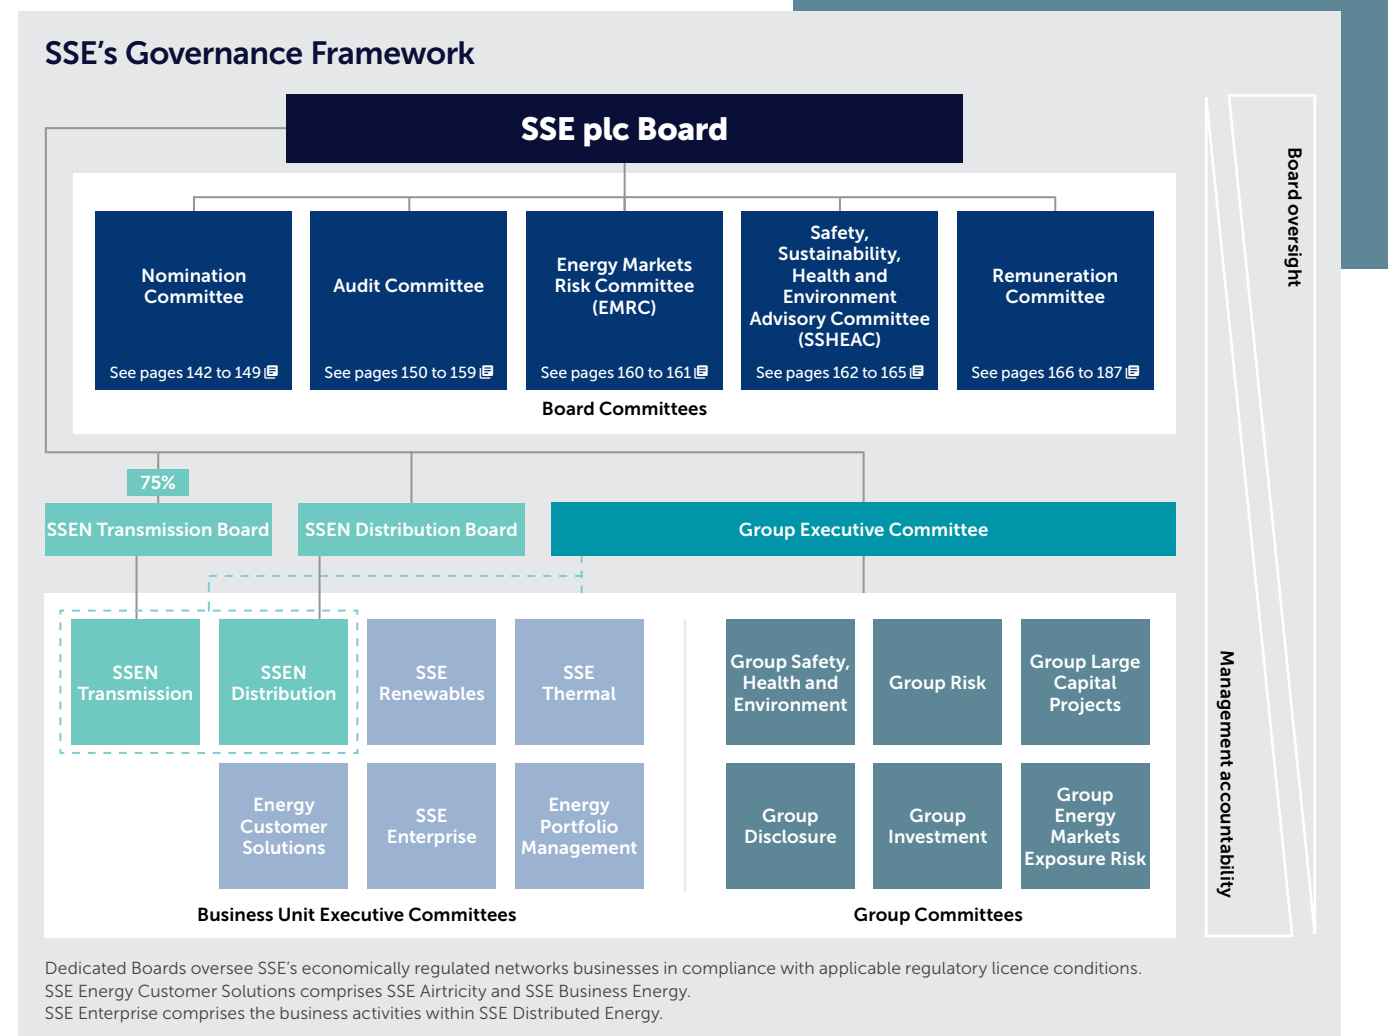 SSE’s Governance Framework
SSE plc Board
Nomination
Committee
See pages 142 to 149
Audit Committee
See pages 150 to 159
Energy Markets
Risk Committee
(EMRC)
See pages 160 to 161
Safety,
Sustainability,
Health and
Environment
Advisory Committee
(SSHEAC)
See pages 162 to 165
Remuneration
Committee
See pages 166 to 187
Board Committees
Board oversight
75%
SSEN Transmission Board
SSEN Distribution Board
Group Executive Committee
SSEN
Transmission
SSEN
Distribution
SSE
Renewables
SSE
Thermal
Energy
Customer
Solutions
SSE
Enterprise
Energy
Portfolio
Management
Business Unit Executive Committees
Group Safety,
Health and
Environment
Group Risk
Group Large
Capital
Projects
Group
Disclosure
Group
Investment
Group
Energy
Markets
Exposure Risk
Group Committees
Management accountability
Dedicated Boards oversee SSE’s economically regulated networks businesses in compliance with applicable regulatory licence conditions.
SSE Energy Customer Solutions comprises SSE Airtricity and SSE Business Energy.
SSE Enterprise comprises the business activities within SSE Distributed Energy.